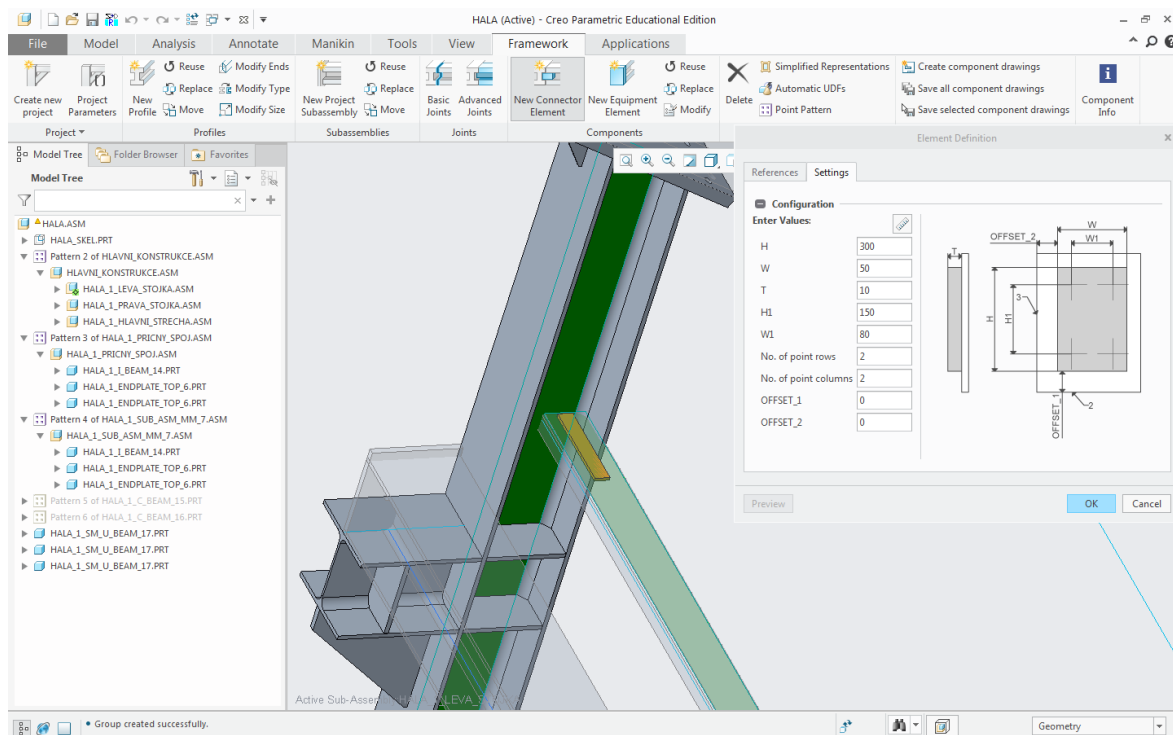 HALA (Active) - Creo Parametric Educational Edition
File Model Analysis Annotate Manikin Tools View Framework Applications
Create new project
Project Parameters
Project
New Profile
Reuse
Replace
Move
Modify Ends
Modify Type
Modify Size
Profiles
New Project Subassembly
Reuse
Replace
Move
Subassemblies
Basic Joints
Advanced Joints
Joints
New Connector Element
New Equipment Element
Reuse
Replace
Modify
Components
Delete
Simplified Representations
Automatic UDFs
Point Pattern
Create component drawings
Save all component drawings
Save selected component drawings
Component Info
Model Tree Folder Browser Favorites
Model Tree
HALA.ASM
HALA_SKEL.PRT
Pattern 2 of HLAVNI_KONSTRUKCE.ASM
HLAVNI_KONSTRUKCE.ASM
HALA_1_LEVA_STOJKA.ASM
HALA_1_PRAVA_STOJKA.ASM
HALA_1_HLAVNI_STRECHA.ASM
Pattern 3 of HALA_1_PRICNY_SPOJ.ASM
HALA_1_PRICNY_SPOJ.ASM
HALA_1_I_BEAM_14.PRT
HALA_1_ENDPLATE_TOP_6.PRT
HALA_1_ENDPLATE_TOP_6.PRT
Pattern 4 of HALA_1_SUB_ASM_MM_7.ASM
HALA_1_SUB_ASM_MM_7.ASM
HALA_1_I_BEAM_14.PRT
HALA_1_ENDPLATE_TOP_6.PRT
HALA_1_ENDPLATE_TOP_6.PRT
Pattern 5 of HALA_1_C_BEAM_15.PRT
Pattern 6 of HALA_1_C_BEAM_16.PRT
HALA_1_SM_U_BEAM_17.PRT
HALA_1_SM_U_BEAM_17.PRT
HALA_1_SM_U_BEAM_17.PRT
Element Definition
References Settings
Configuration
Enter Values:
H 300
W 50
T 10
H1 150
W1 80
No. of point rows 2
No. of point columns 2
OFFSET_1 0
OFFSET_2 0
W
OFFSET_2
W1
T
3
H
H1
2
OFFSET_1
Preview OK Cancel
Active Sub-Asse
LEVA_S
Group created successfully.
Geometry